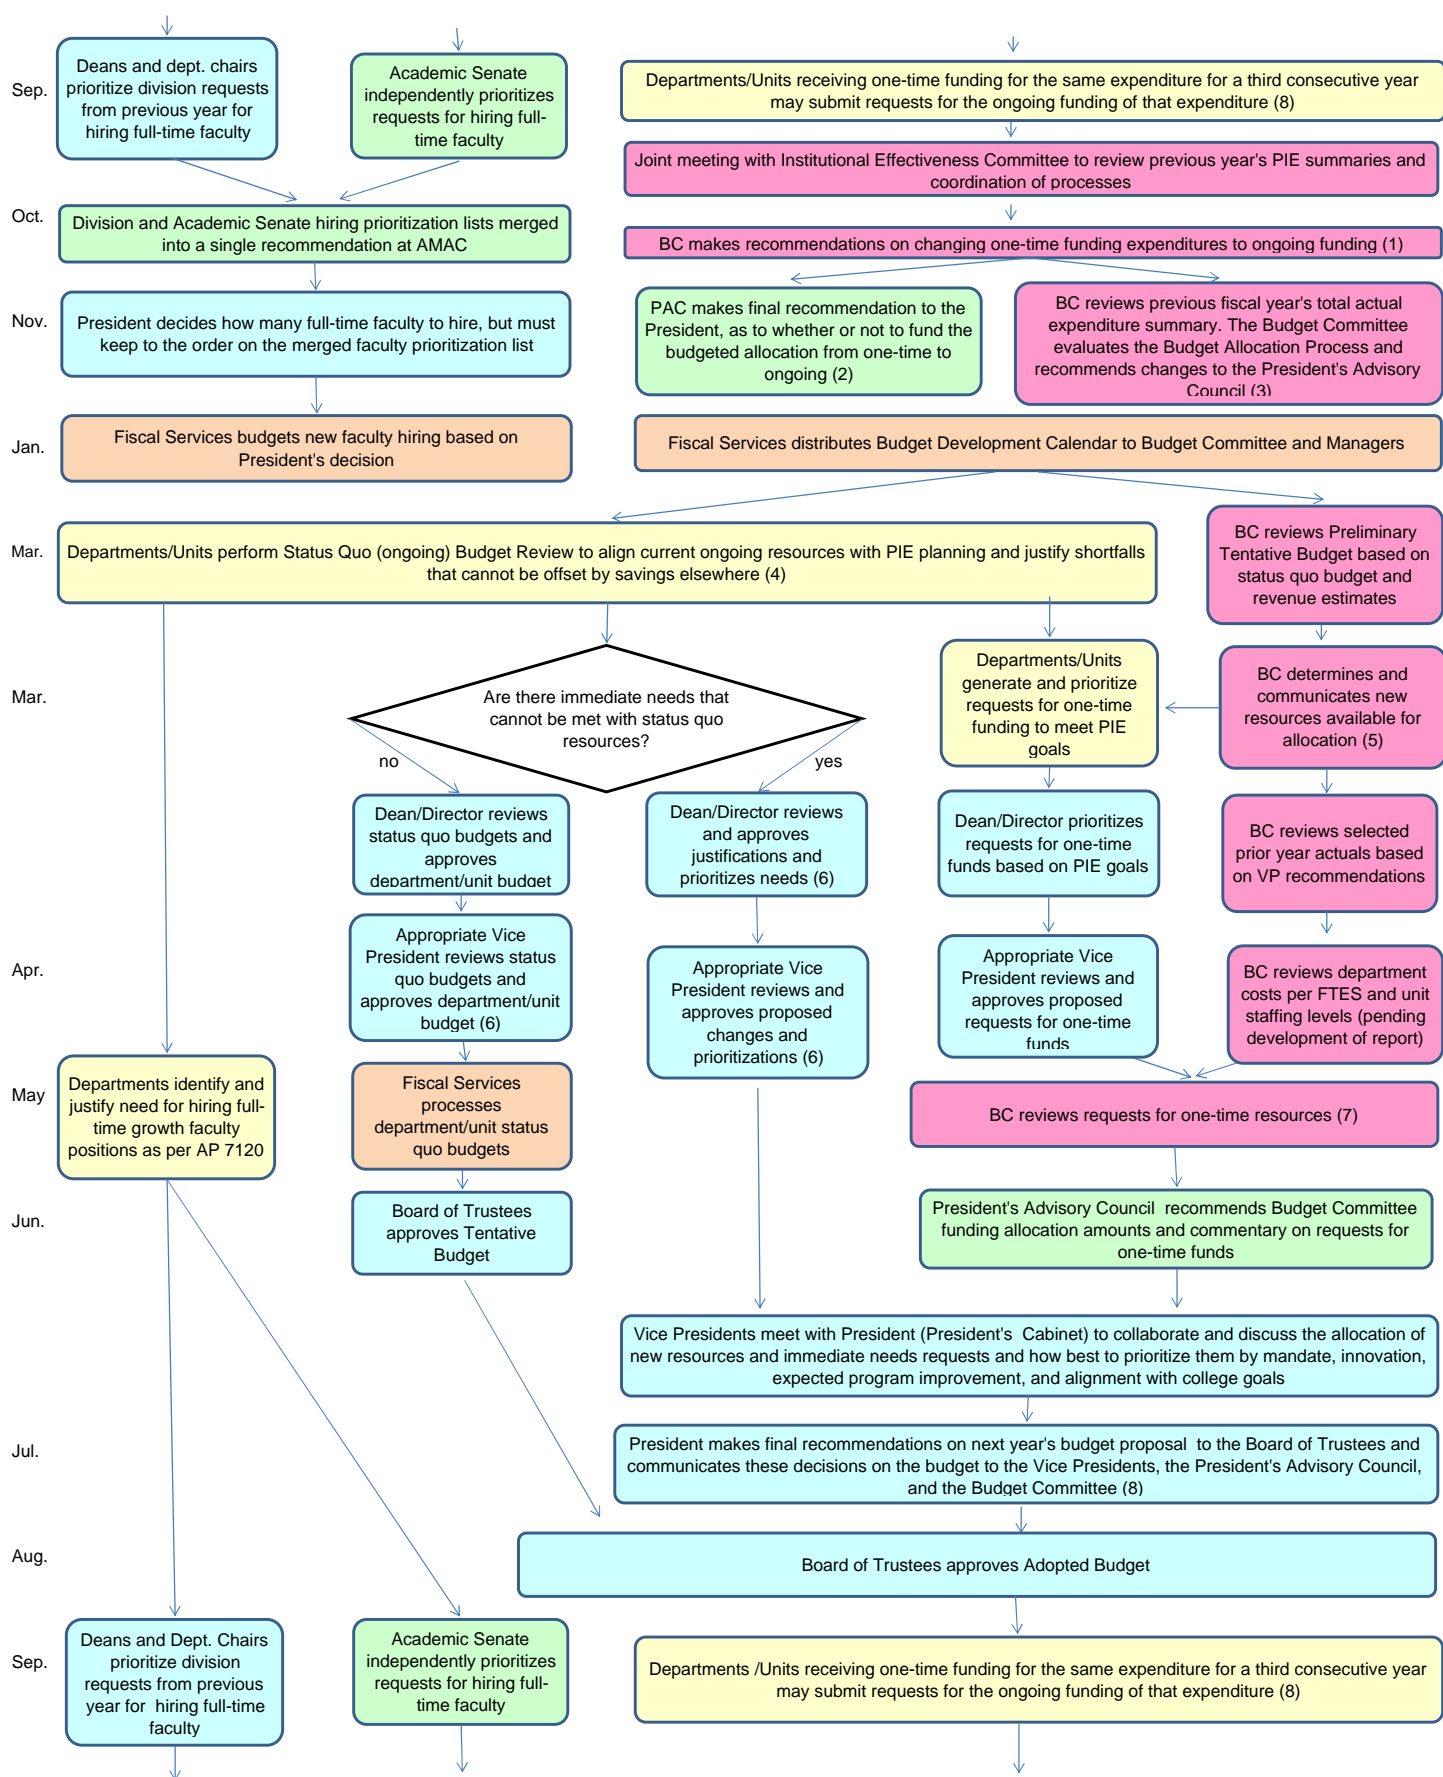 Sep.
Deans and dept. chairs
prioritize division requests
from previous year for
hiring full-time faculty
Academic Senate
independently prioritizes
requests for hiring full-
time faculty
Departments/Units receiving one-time funding for the same expenditure for a third consecutive year
may submit requests for the ongoing funding of that expenditure (8)
Joint meeting with Institutional Effectiveness Committee to review previous year's PIE summaries and
coordination of processes
Oct.
Division and Academic Senate hiring prioritization lists merged
into a single recommendation at AMAC
BC makes recommendations on changing one-time funding expenditures to ongoing funding (1)
Nov.
President decides how many full-time faculty to hire, but must
keep to the order on the merged faculty prioritization list
PAC makes final recommendation to the
President, as to whether or not to fund the
budgeted allocation from one-time to
ongoing (2)
BC reviews previous fiscal year's total actual
expenditure summary. The Budget Committee
evaluates the Budget Allocation Process and
recommends changes to the President's Advisory
Council (3)
Jan.
Fiscal Services budgets new faculty hiring based on
President's decision
Fiscal Services distributes Budget Development Calendar to Budget Committee and Managers
Mar.
Departments/Units perform Status Quo (ongoing) Budget Review to align current ongoing resources with PIE planning and justify shortfalls
that cannot be offset by savings elsewhere (4)
BC reviews Preliminary
Tentative Budget based on
status quo budget and
revenue estimates
Mar.
Are there immediate needs that
cannot be met with status quo
resources?
no
yes
Departments/Units
generate and prioritize
requests for one-time
funding to meet PIE
goals
BC determines and
communicates new
resources available for
allocation (5)
Dean/Director reviews
status quo budgets and
approves
department/unit budget
Dean/Director reviews
and approves
justifications and
prioritizes needs (6)
Dean/Director prioritizes
requests for one-time
funds based on PIE goals
BC reviews selected
prior year actuals based
on VP recommendations
Apr.
Appropriate Vice
President reviews status
quo budgets and
approves department/unit
budget (6)
Appropriate Vice
President reviews and
approves proposed
changes and
prioritizations (6)
Appropriate Vice
President reviews and
approves proposed
requests for one-time
funds
BC reviews department
costs per FTES and unit
staffing levels (pending
development of report)
May
Departments identify and
justify need for hiring full-
time growth faculty
positions as per AP 7120
Fiscal Services
processes
department/unit status
quo budgets
BC reviews requests for one-time resources (7)
Jun.
Board of Trustees
approves Tentative
Budget
President's Advisory Council  recommends Budget Committee
funding allocation amounts and commentary on requests for
one-time funds
Vice Presidents meet with President (President's  Cabinet) to collaborate and discuss the allocation of
new resources and immediate needs requests and how best to prioritize them by mandate, innovation,
expected program improvement, and alignment with college goals
Jul.
President makes final recommendations on next year's budget proposal  to the Board of Trustees and
communicates these decisions on the budget to the Vice Presidents, the President's Advisory Council,
and the Budget Committee (8)
Aug.
Board of Trustees approves Adopted Budget
Sep.
Deans and Dept. Chairs
prioritize division
requests from previous
year for  hiring full-time
faculty
Academic Senate
independently prioritizes
requests for hiring full-
time faculty
Departments /Units receiving one-time funding for the same expenditure for a third consecutive year
may submit requests for the ongoing funding of that expenditure (8)